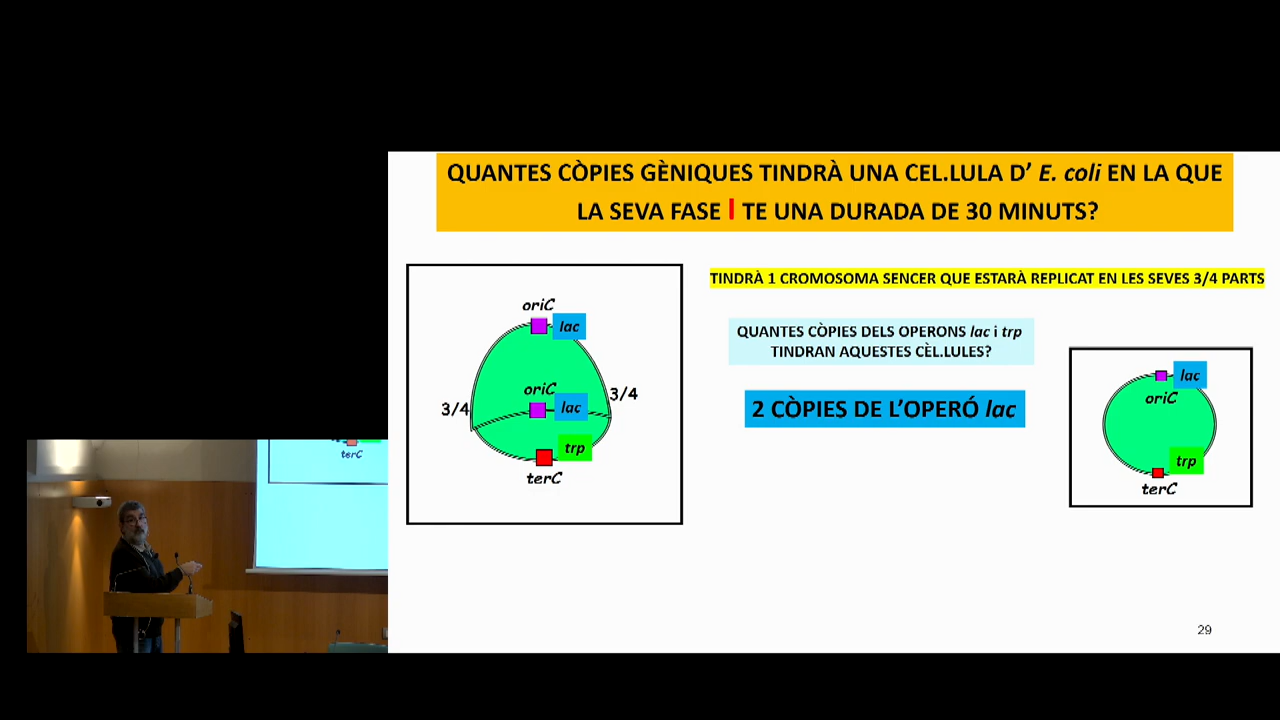 QUANTES CÒPIES GÈNIQUES TINDRÀ UNA CEL.LULA D’ E. coli EN LA QUE
LA SEVA FASE I TE UNA DURADA DE 30 MINUTS?
TINDRÀ 1 CROMOSOMA SENCER QUE ESTARÀ REPLICAT EN LES SEVES 3/4 PARTS
oriC
lac
oriC
lac
3/4
3/4
trp
terC
QUANTES CÒPIES DELS OPERONS lac i trp
TINDRAN AQUESTES CÈL.LULES?
2 CÒPIES DE L’OPERÓ lac
lac
oriC
trp
terC
terC
29